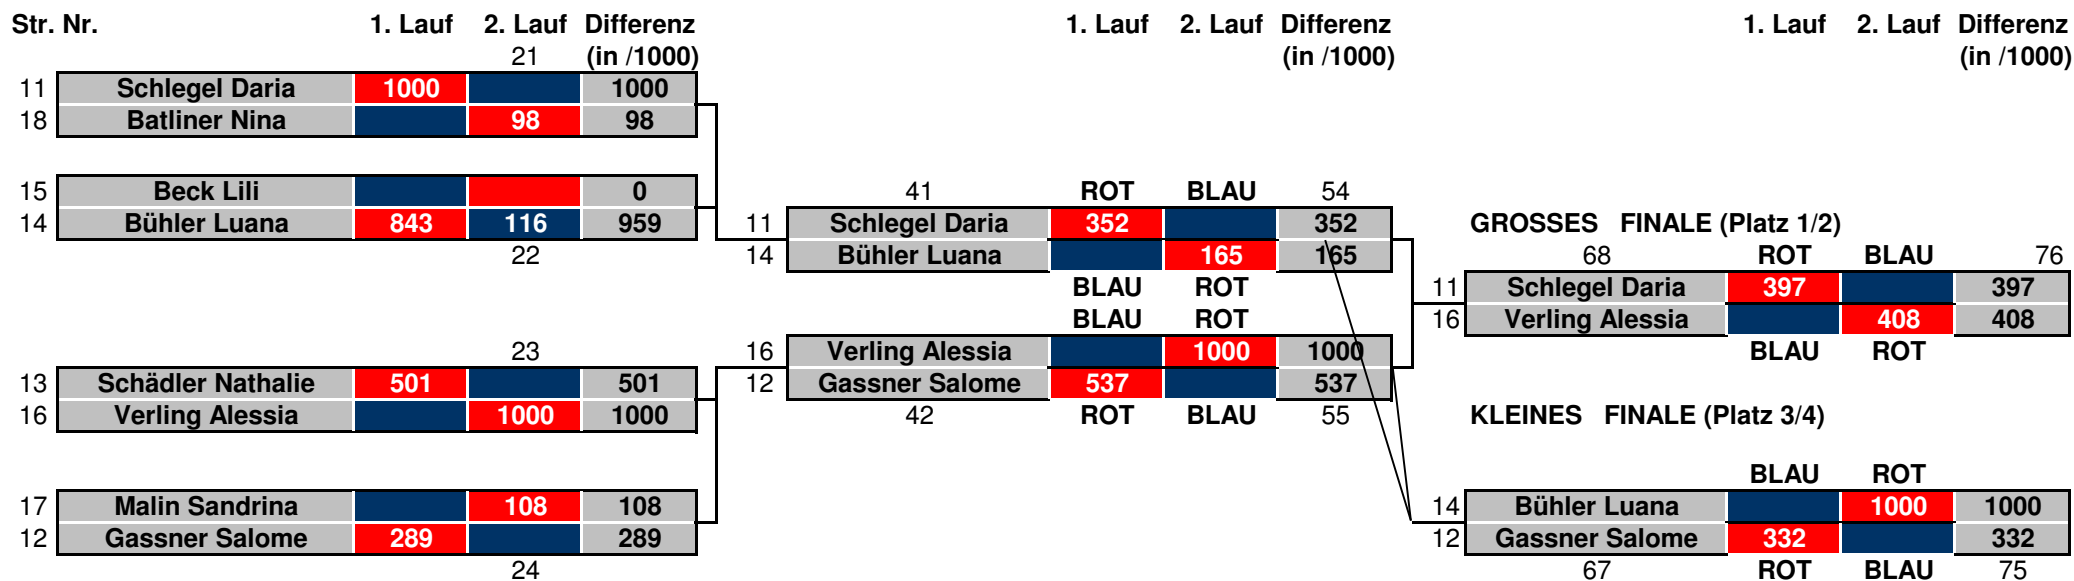 Str. Nr. 1. Lauf 2. Lauf Differenz 1. Lauf 2. Lauf Differenz 1. Lauf 2. Lauf Differenz
21 (in /1000) (in /1000) (in /1000)
11 Schlegel Daria 1000 1000
18 Batliner Nina 98 98
15 Beck Lili 0 41 ROT BLAU 54
14 Bühler Luana 843 116 959 11 Schlegel Daria 352 352 GROSSES FINALE (Platz 1/2)
22 14 Bühler Luana 165 165 68 ROT BLAU 76
BLAU ROT 11 Schlegel Daria 397 397
BLAU ROT 16 Verling Alessia 408 408
23 16 Verling Alessia 1000 1000 BLAU ROT
13 Schädler Nathalie 501 501 12 Gassner Salome 537 537
16 Verling Alessia 1000 1000 42 ROT BLAU 55 KLEINES FINALE (Platz 3/4)
BLAU ROT
17 Malin Sandrina 108 108 14 Bühler Luana 1000 1000
12 Gassner Salome 289 289 12 Gassner Salome 332 332
24 67 ROT BLAU 75